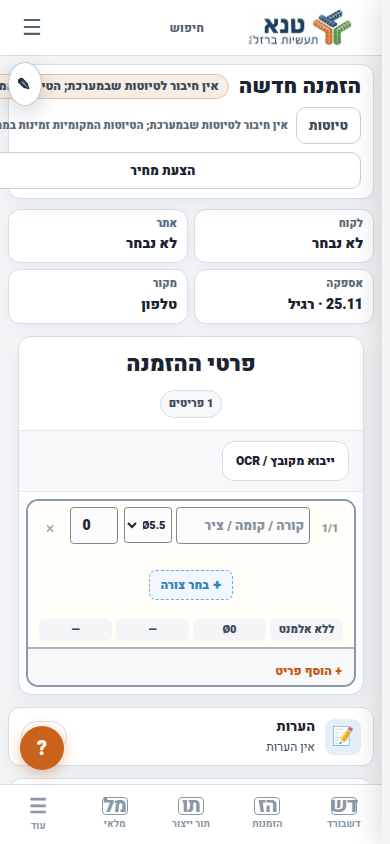 טנא
תעשיות ברזל
חיפוש
הזמנה חדשה
אין חיבור לטיוטות שבמערכת; הטי
טיוטות
אין חיבור לטיוטות שבמערכת; הטיוטות המקומיות זמינות
הצעת מחיר
לקוח
לא נבחר
אתר
לא נבחר
אספקה
25.11 · רגיל
מקור
טלפון
פרטי ההזמנה
1 פריטים
ייבוא מקובץ / OCR
1/1
קורה / קומה / ציר
Ø5.5
0
×
+ בחר צורה
ללא אלמנט
Ø0
—
—
+ הוסף פריט
הערות
אין הערות
?
דש
דשבורד
הז
הזמנות
תו
תור ייצור
מל
מלאי
עוד